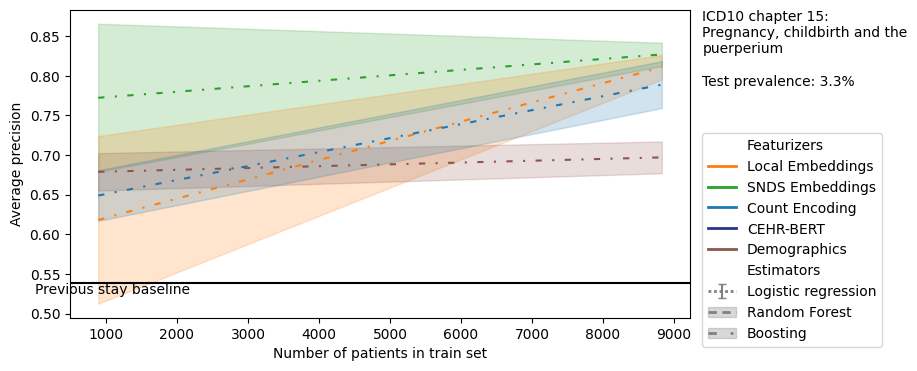 ICD10 chapter 15:
Pregnancy, childbirth and the
puerperium
Test prevalence: 3.3%
Average precision
0.85
0.80
0.75
0.70
0.65
0.60
0.55
0.50
Previous stay baseline
1000 2000 3000 4000 5000 6000 7000 8000 9000
Number of patients in train set
Featurizers
Local Embeddings
SNDS Embeddings
Count Encoding
CEHR-BERT
Demographics
Estimators
Logistic regression
Random Forest
Boosting